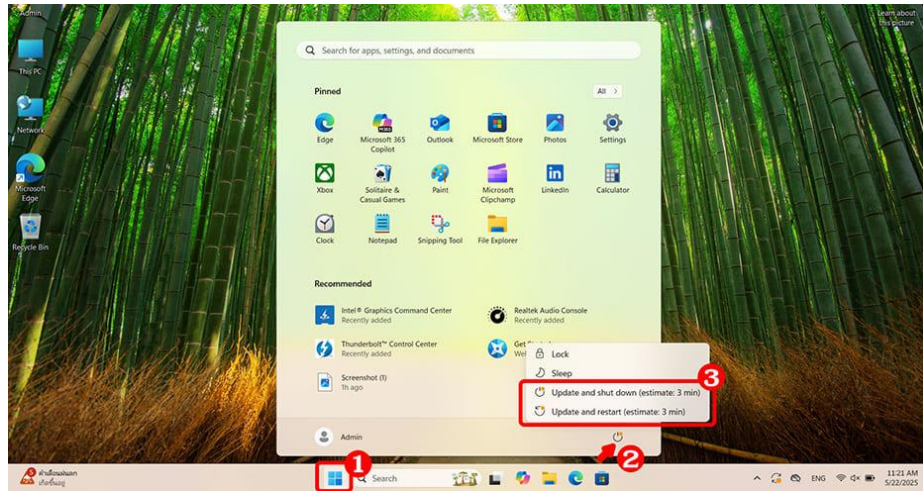 Admin
Learn about
this picture
This PC
Network
Microsoft
Edge
Recycle Bin
Search for apps, settings, and documents
Pinned
All
Edge
Microsoft 365
Copilot
Outlook
Microsoft Store
Photos
Settings
Xbox
Solitaire &
Casual Games
Paint
Microsoft
Clipchamp
LinkedIn
Calculator
Clock
Notepad
Snipping Tool
File Explorer
Recommended
Intel® Graphics Command Center
Recently added
Realtek Audio Console
Recently added
Thunderbolt™ Control Center
Recently added
Get
Screenshot (1)
1h ago
Lock
Sleep
3
Update and shut down (estimate: 3 min)
Update and restart (estimate: 3 min)
Admin
2
1
5
Search
ENG
11:21 AM
5/22/2025